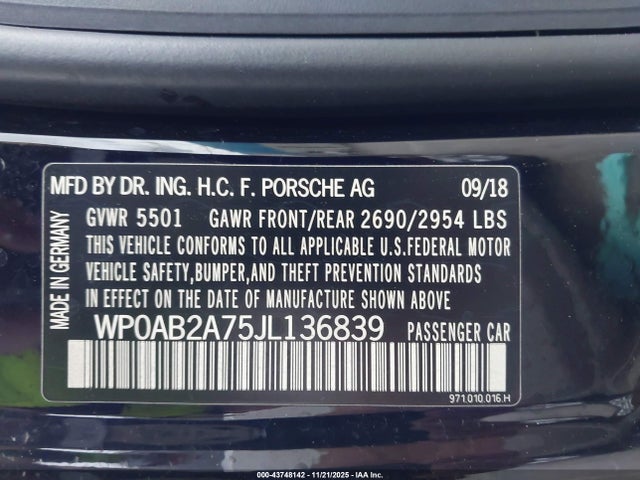 MFD BY DR. ING. H.C. F. PORSCHE AG 09/18
GVWR 5501 GAWR FRONT/REAR 2690/2954 LBS
THIS VEHICLE CONFORMS TO ALL APPLICABLE U.S.FEDERAL MOTOR
VEHICLE SAFETY,BUMPER,AND THEFT PREVENTION STANDARDS
IN EFFECT ON THE DATE OF MANUFACTURE SHOWN ABOVE.
WP0AB2A75JL136839 PASSENGER CAR
971.010.016.H
MADE IN GERMANY
000-43748142 - 11/21/2025 - IAA Inc.